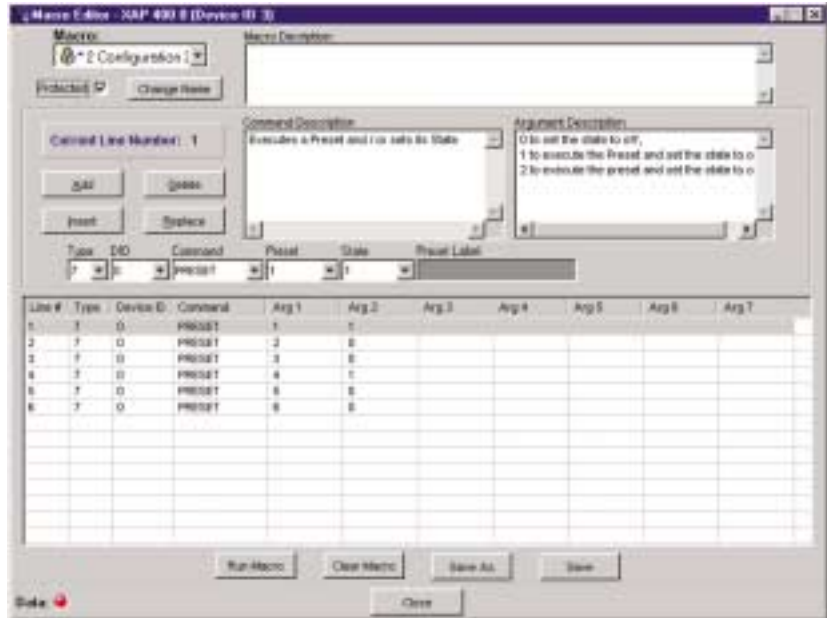 Macro Editor - XAP 400 II (Device ID 3)
Macro:
* 2 Configuration
Protected
Change Name
Macro Description
Current Line Number: 1
Add
Delete
Insert
Replace
Command Description
Executes a Preset and / or sets its State
Argument Description
0 to set the state to off,
1 to execute the Preset and set the state to o
2 to execute the preset and set the state to o
Type DID Command Preset State Preset Label
7 0 PRESET 1 1
Line # Type Device ID Command Arg 1 Arg 2 Arg 3 Arg 4 Arg 5 Arg 6 Arg 7
1 7 0 PRESET 1 1
2 7 0 PRESET 2 0
3 7 0 PRESET 3 0
4 7 0 PRESET 4 1
5 7 0 PRESET 5 0
6 7 0 PRESET 6 0
Run Macro
Clear Macro
Save As
Save
Data:
Close